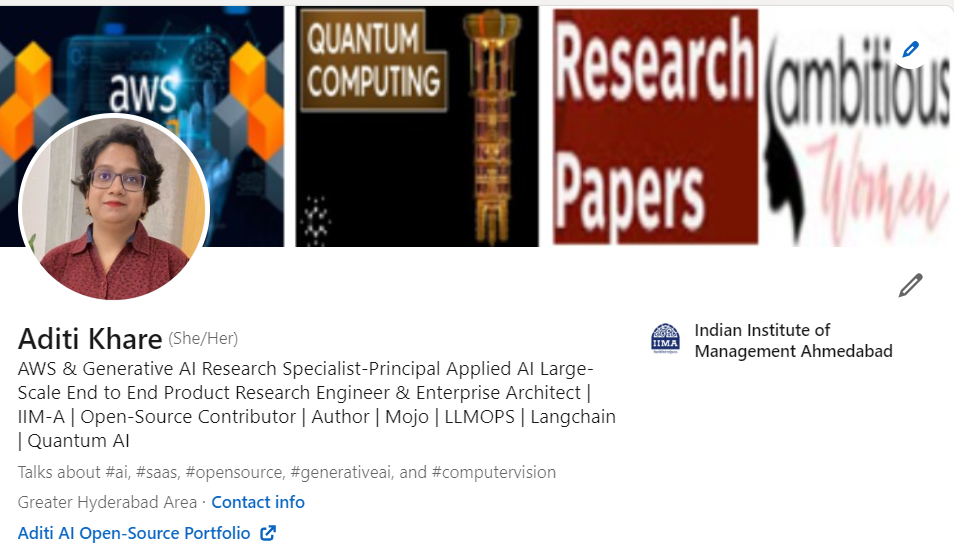 aws
QUANTUM
COMPUTING
Research
Papers
ambitious
Women
Aditi Khare (She/Her)
AWS & Generative AI Research Specialist-Principal Applied AI Large-
Scale End to End Product Research Engineer & Enterprise Architect |
IIM-A | Open-Source Contributor | Author | Mojo | LLMOPS | Langchain
| Quantum AI
Talks about #ai, #saas, #opensource, #generativeai, and #computervision
Greater Hyderabad Area · Contact info
Aditi AI Open-Source Portfolio
IIMA
Indian Institute of
Management Ahmedabad